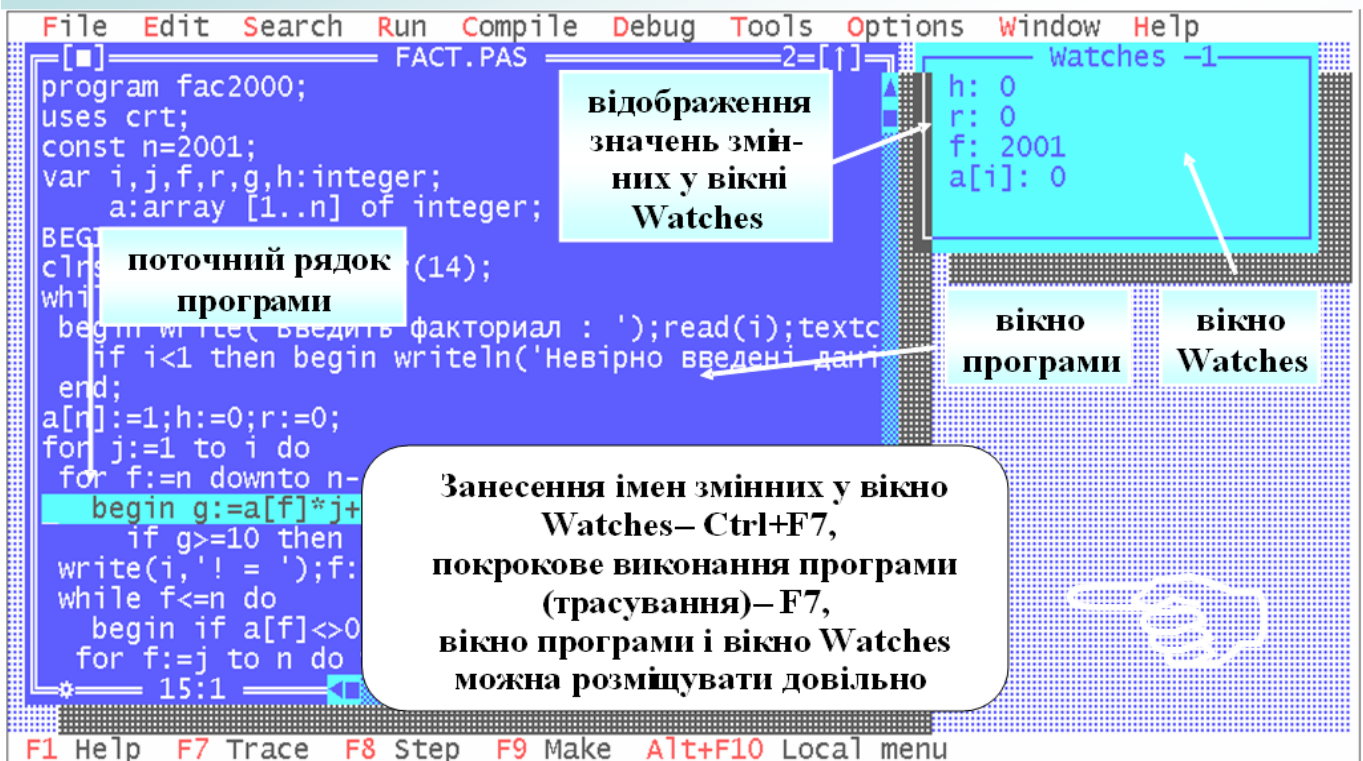 File Edit Search Run Compile Debug Tools Options Window Help
FACT.PAS 2=[↑]
program fac2000;
uses crt;
const n=2001;
var i,j,f,r,g,h:integer;
a:array [1..n] of integer;
BEG
clrs (14);
whi
begin write('Введить факториал : ');read(i);textc
if i<1 then begin writeln('Невірно введені дані
end;
a[n]:=1;h:=0;r:=0;
for j:=1 to i do
for f:=n downto n-
begin g:=a[f]*j+
if g>=10 then
write(i,'! = ');f:
while f<=n do
begin if a[f]<>0
for f:=j to n do
15:1
Watches —1
h: 0
r: 0
f: 2001
a[i]: 0
відображення
значень змін-
них у вікні
Watches
поточний рядок
програми
вікно
програми
вікно
Watches
Занесення імен змінних у вікно
Watches– Ctrl+F7,
покрокове виконання програми
(трасування)– F7,
вікно програми і вікно Watches
можна розміщувати довільно
F1 Help F7 Trace F8 Step F9 Make Alt+F10 Local menu